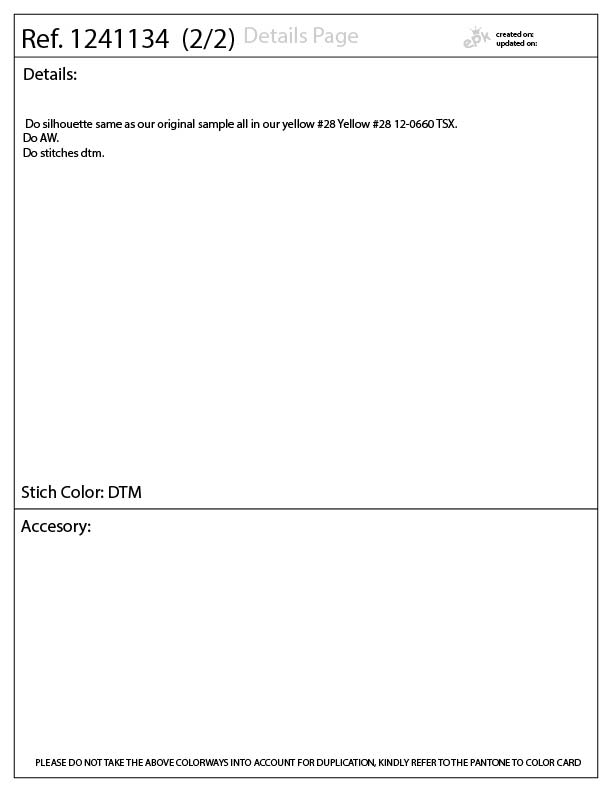 Ref. 1241134 (2/2) Details Page
epk
created on:
updated on:
Details:
Do silhouette same as our original sample all in our yellow #28 Yellow #28 12-0660 TSX.
Do AW.
Do stitches dtm.
Stich Color: DTM
Accesory:
PLEASE DO NOT TAKE THE ABOVE COLORWAYS INTO ACCOUNT FOR DUPLICATION, KINDLY REFER TO THE PANTONE TO COLOR CARD